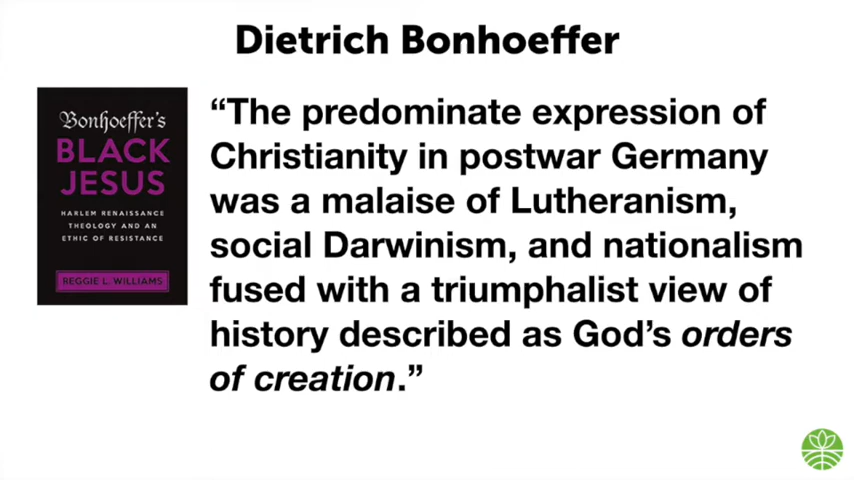 Dietrich Bonhoeffer
Bonhoeffer's
BLACK
JESUS
HARLEM RENAISSANCE
THEOLOGY AND AN
ETHIC OF RESISTANCE
REGGIE L. WILLIAMS
“The predominate expression of
Christianity in postwar Germany
was a malaise of Lutheranism,
social Darwinism, and nationalism
fused with a triumphalist view of
history described as God’s orders
of creation.”